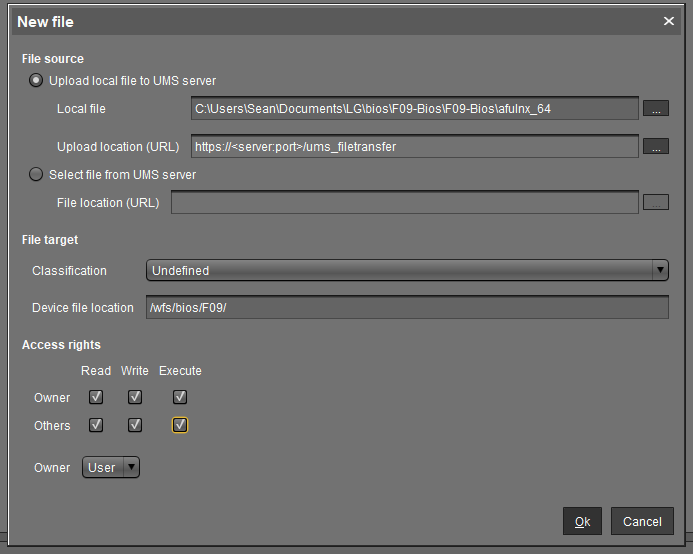 New file
File source
Upload local file to UMS server
Local file C:\Users\Sean\Documents\LG\bios\F09-Bios\F09-Bios\afulnx_64 ...
Upload location (URL) https://<server:port>/ums_filetransfer ...
Select file from UMS server
File location (URL) ...
File target
Classification Undefined
Device file location /wfs/bios/F09/
Access rights
Read Write Execute
Owner
Others
Owner User
Ok Cancel